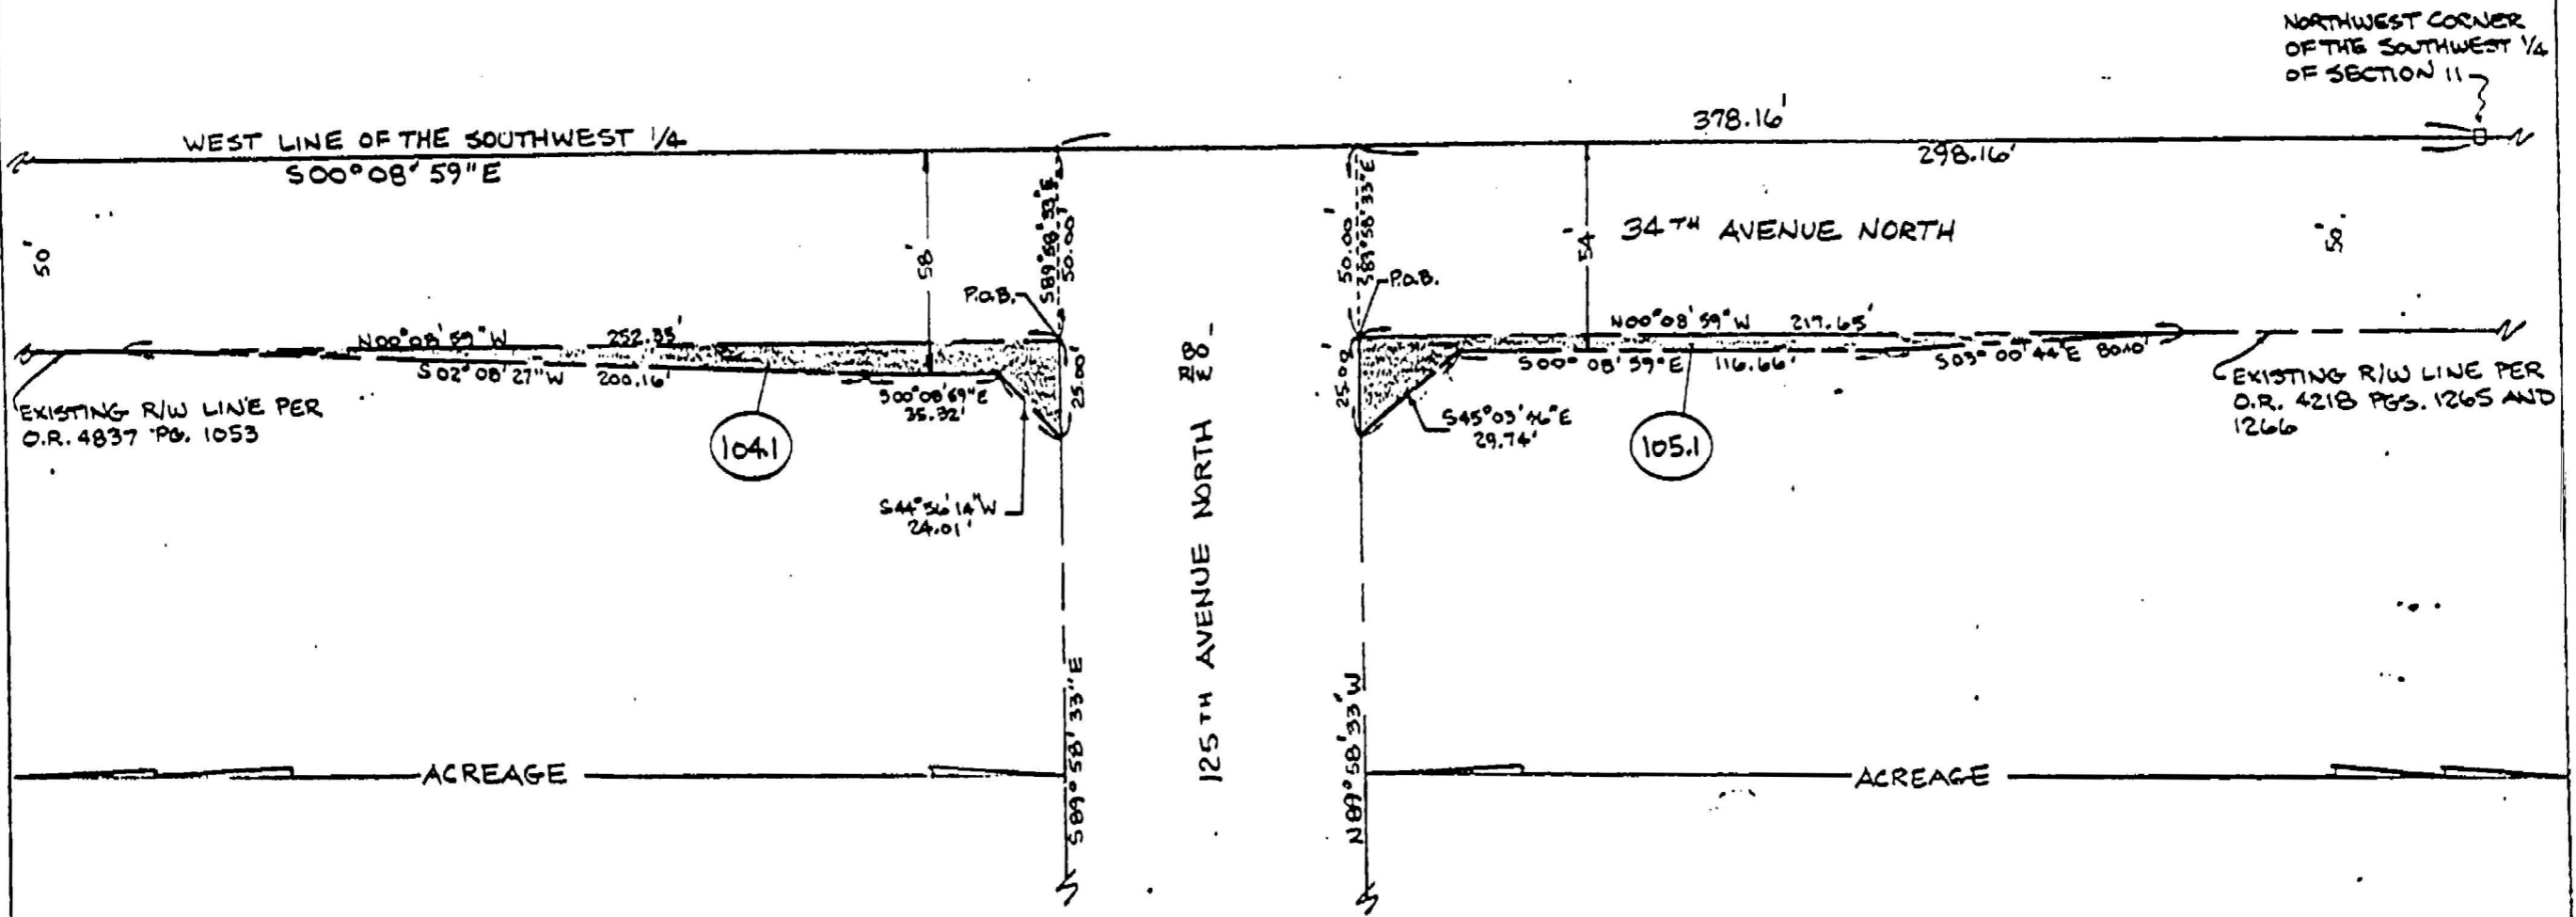 NORTHWEST CORNER
OF THE SOUTHWEST 1/4
OF SECTION 11
378.16'
298.16'
WEST LINE OF THE SOUTHWEST 1/4
S00°08'59"E
50'
58'
S89°58'33"E
50.00'
P.O.B.
50.00'
S89°58'33"E
P.O.B.
54'
34TH AVENUE NORTH
50'
N00°08'59"W 252.33'
S02°08'27"W 200.16'
S00°08'59"E
35.32'
25.00'
S44°56'14"W
24.01'
104.1
EXISTING R/W LINE PER
O.R. 4837 PG. 1053
R/W 80
125TH AVENUE NORTH
N00°08'59"W 217.65'
S00°08'59"E 116.66'
S03°00'44"E 80.10'
25.00'
S45°03'46"E
29.74'
105.1
EXISTING R/W LINE PER
O.R. 4218 PGS. 1265 AND
1266
S89°58'33"E
N89°58'33"W
ACREAGE
ACREAGE